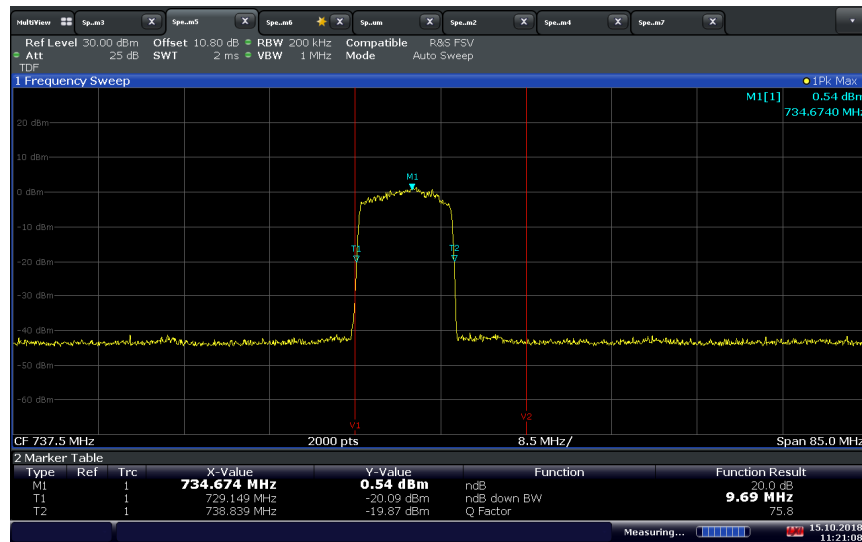 MultiView Sp..m3 X Spe..m5 X Spe..m6 X Sp..um X Spe..m2 X Spe..m4 X Spe..m7 X
Ref Level 30.00 dBm Offset 10.80 dB RBW 200 kHz Compatible R&S FSV
Att 25 dB SWT 2 ms VBW 1 MHz Mode Auto Sweep
TDF
1 Frequency Sweep 1Pk Max
M1[1] 0.54 dBm
734.6740 MHz
20 dBm
10 dBm
M1
0 dBm
-10 dBm
T1 T2
-20 dBm
-30 dBm
-40 dBm
-50 dBm
-60 dBm
V1 V2
CF 737.5 MHz 2000 pts 8.5 MHz/ Span 85.0 MHz
2 Marker Table
Type Ref Trc X-Value Y-Value Function Function Result
M1 1 734.674 MHz 0.54 dBm ndB 20.0 dB
T1 1 729.149 MHz -20.09 dBm ndB down BW 9.69 MHz
T2 1 738.839 MHz -19.87 dBm Q Factor 75.8
Measuring... 15.10.2018
11:21:08